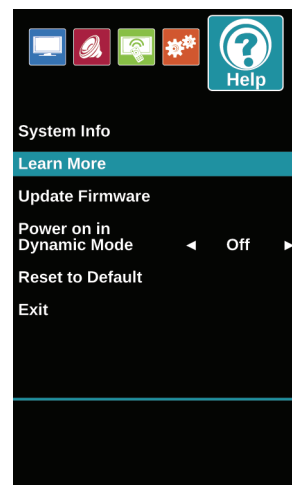 Help
System Info
Learn More
Update Firmware
Power on in
Dynamic Mode ◄ Off ►
Reset to Default
Exit